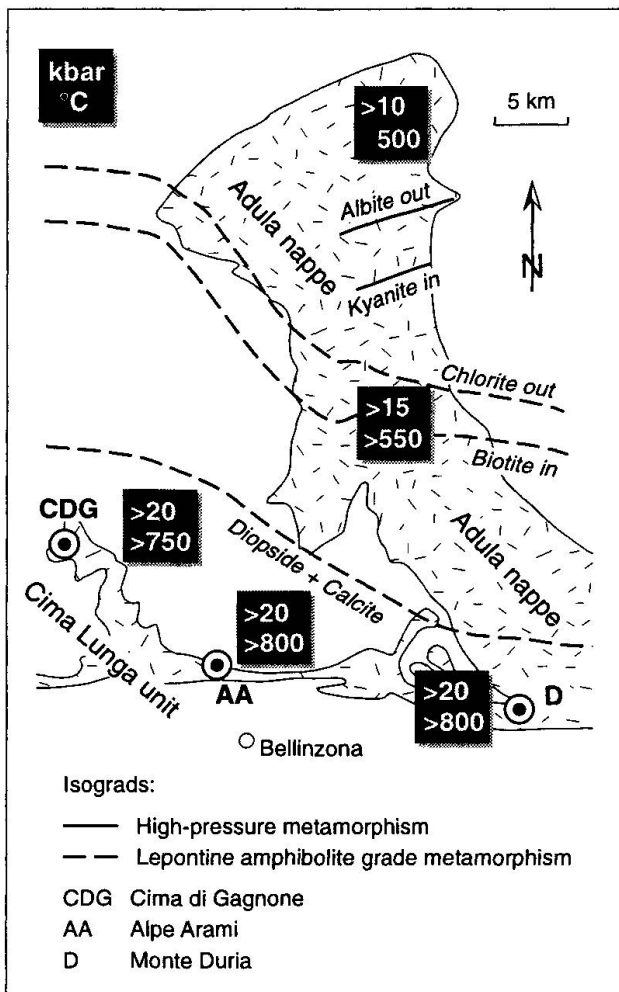 kbar
°C
>10
500
5 km
N
Adula nappe
Albite out
Kyanite in
Chlorite out
>15
>550
Biotite in
CDG
>20
>750
Diopside + Calcite
Adula nappe
Cima Lunga unit
>20
>800
AA
>20
>800
D
Bellinzona
Isograds:
High-pressure metamorphism
Lepontine amphibolite grade metamorphism
CDG Cima di Gagnone
AA Alpe Arami
D Monte Duria